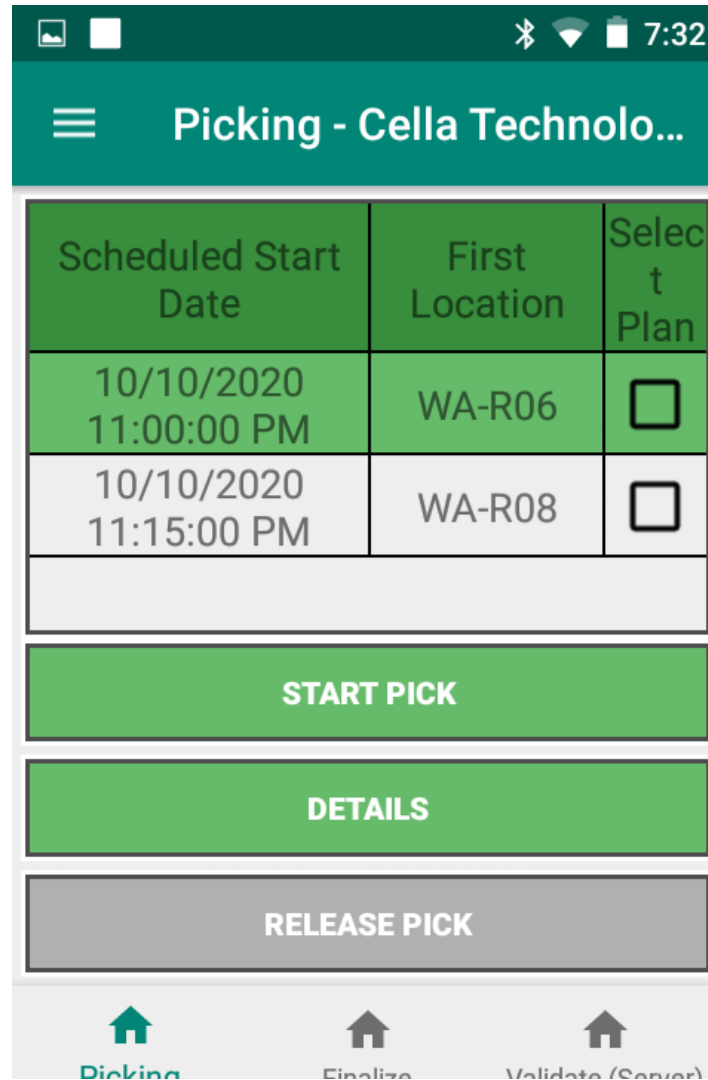 7:32
Picking - Cella Technolo...
Scheduled Start
Date
First
Location
Selec
t
Plan
10/10/2020
11:00:00 PM
WA-R06
10/10/2020
11:15:00 PM
WA-R08
START PICK
DETAILS
RELEASE PICK
Picking
Finalize
Validate (Server)